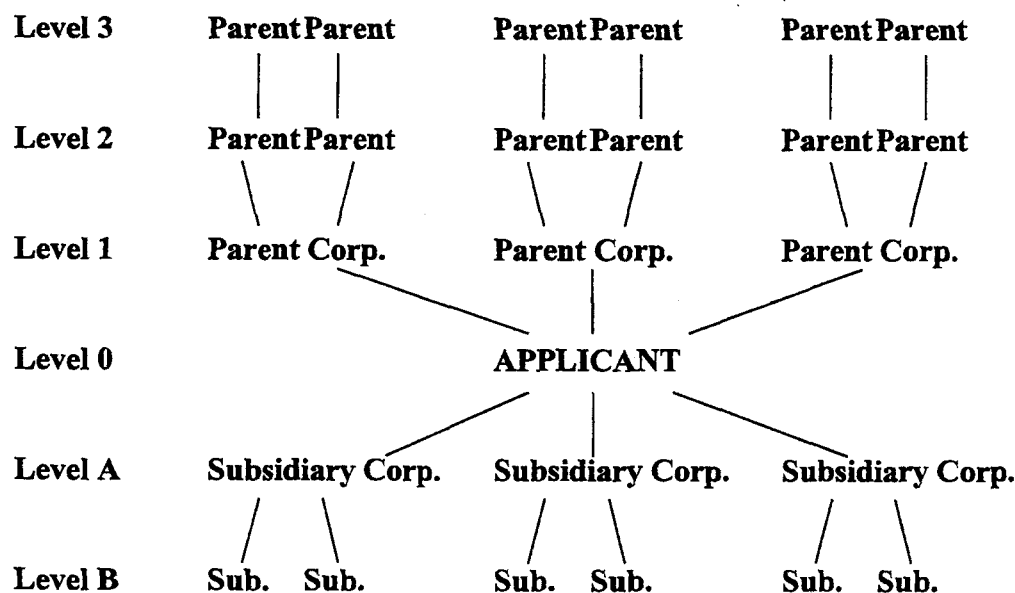 Level 3 Parent Parent Parent Parent Parent Parent
Level 2 Parent Parent Parent Parent Parent Parent
Level 1 Parent Corp. Parent Corp. Parent Corp.
Level 0 APPLICANT
Level A Subsidiary Corp. Subsidiary Corp. Subsidiary Corp.
Level B Sub. Sub. Sub. Sub. Sub. Sub.